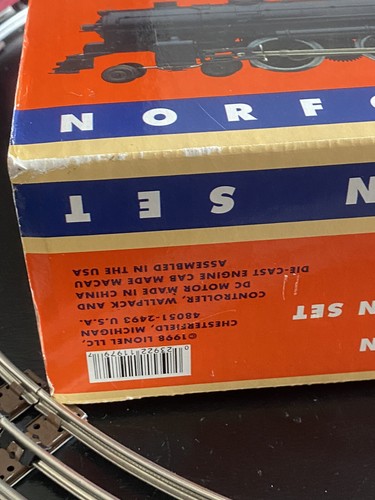 NORFO
N SET
DIE-CAST ENGINE CAB MADE MACAU
ASSEMBLED IN THE USA
CONTROLLER, WALLPACK AND
DC MOTOR MADE IN CHINA
©1998 LIONEL LLC,
CHESTERFIELD, MICHIGAN
48051-2493 U.S.A.
N
N SET